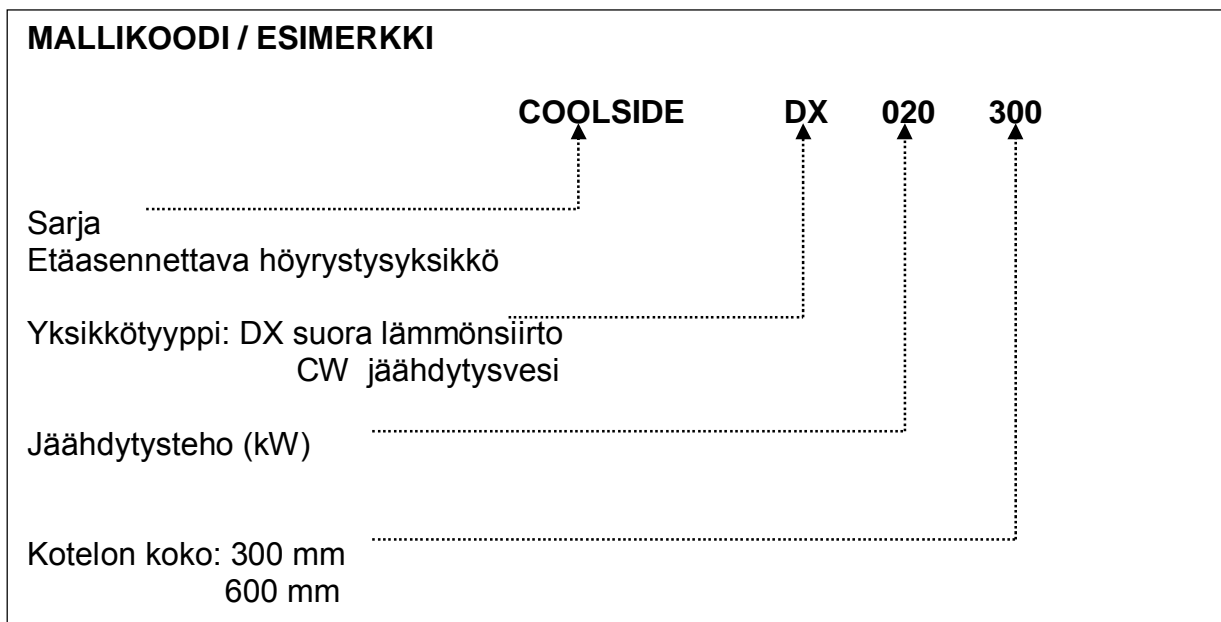 MALLIKOODI / ESIMERKKI
COOLSIDE DX 020 300
Sarja
Etäasennettava höyrystysyksikkö
Yksikkötyyppi: DX suora lämmönsiirto
CW jäähdytysvesi
Jäähdytysteho (kW)
Kotelon koko: 300 mm
600 mm